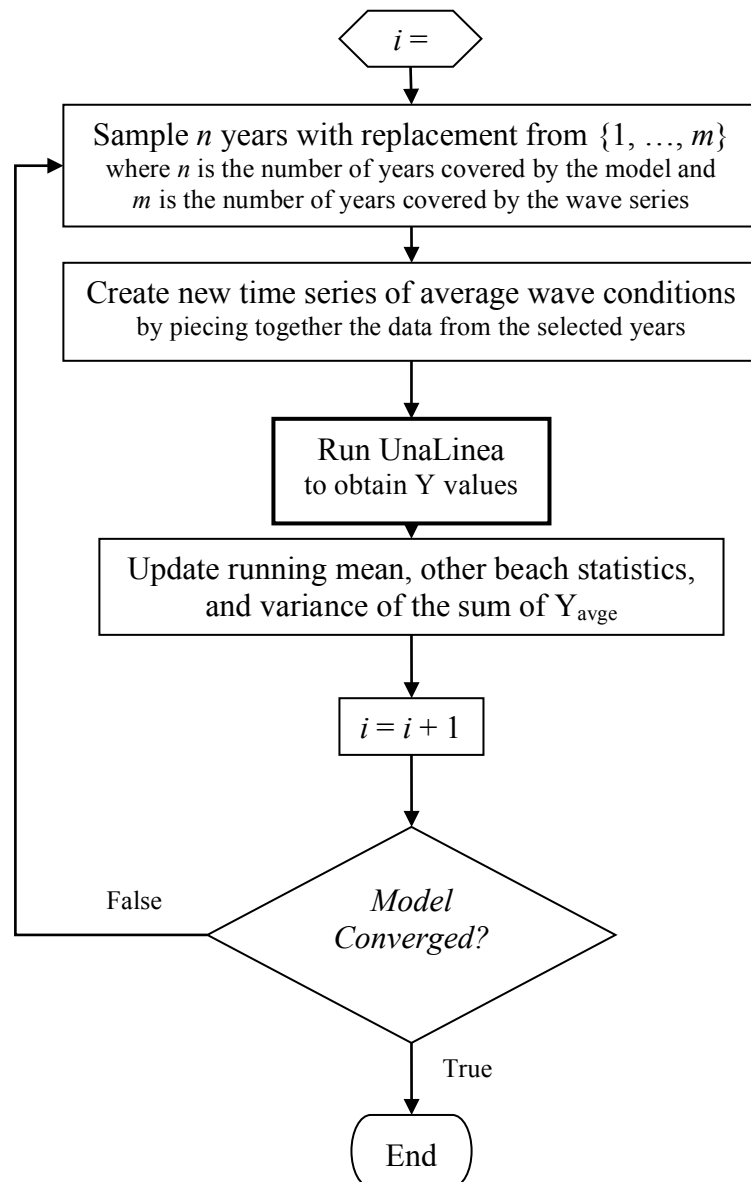 i =
Sample n years with replacement from {1, …, m}
where n is the number of years covered by the model and
m is the number of years covered by the wave series
Create new time series of average wave conditions
by piecing together the data from the selected years
Run UnaLinea
to obtain Y values
Update running mean, other beach statistics,
and variance of the sum of Yavge
i = i + 1
False
Model
Converged?
True
End